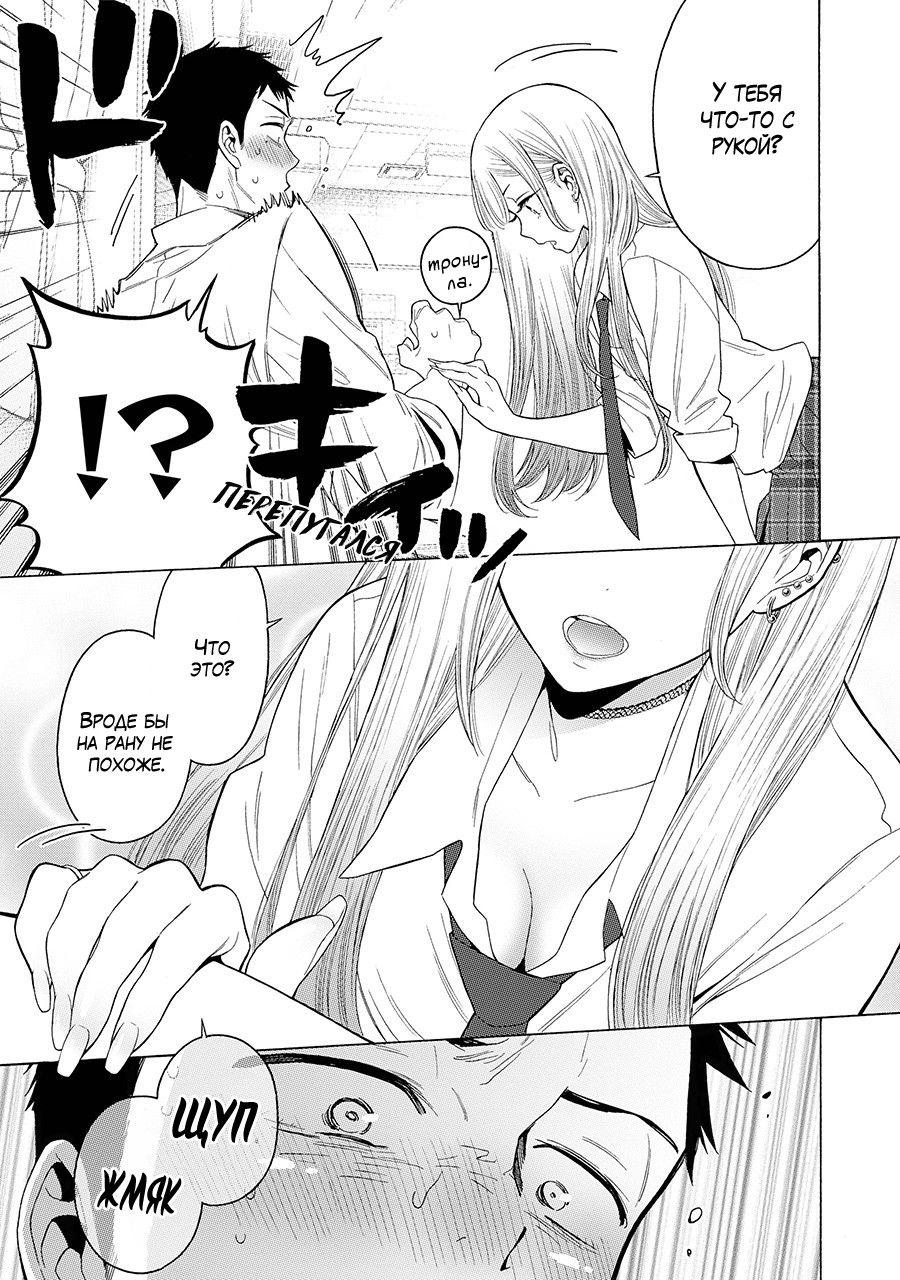 У ТЕБЯ
ЧТО-ТО С
РУКОЙ?
трону-
ла.
ドキイッ
!?
ПЕРЕПУГАЛСЯ
ЧТО
ЭТО?
ВРОДЕ БЫ
НА РАНУ НЕ
ПОХОЖЕ.
ЩУП
ЖМЯК